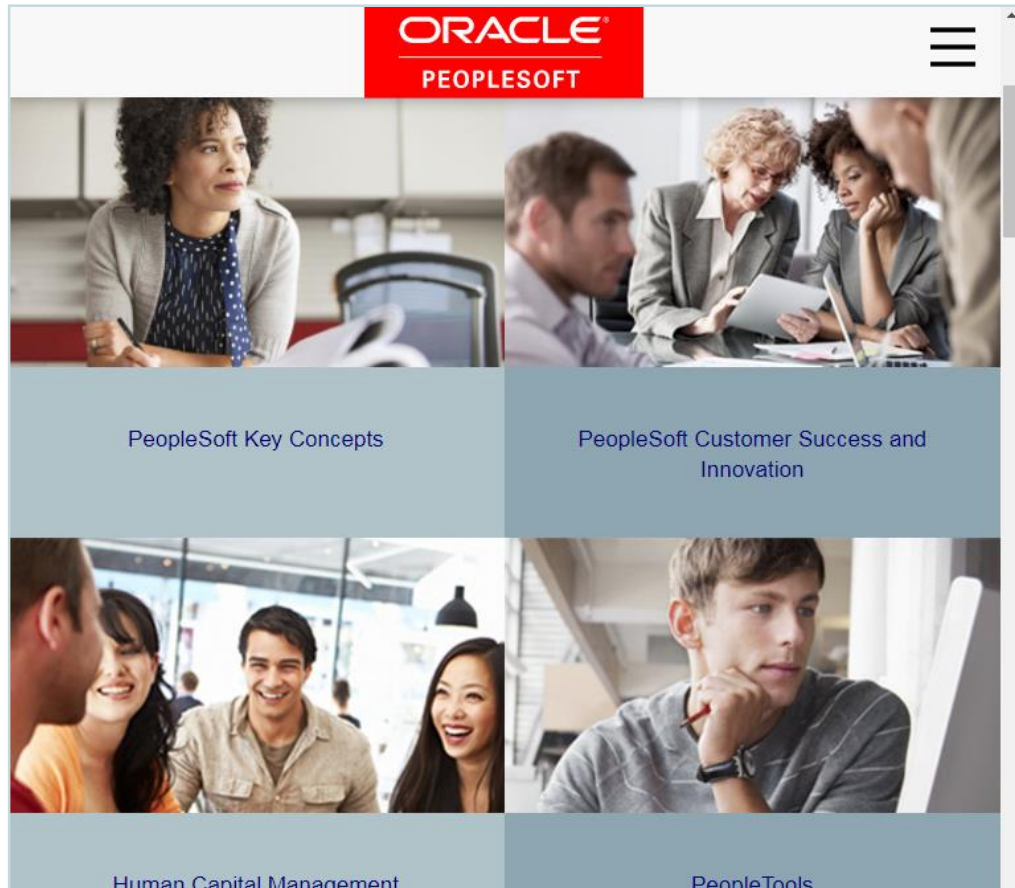 ORACLE®
PEOPLESOFT
PeopleSoft Key Concepts
PeopleSoft Customer Success and
Innovation
Human Capital Management
PeopleTools